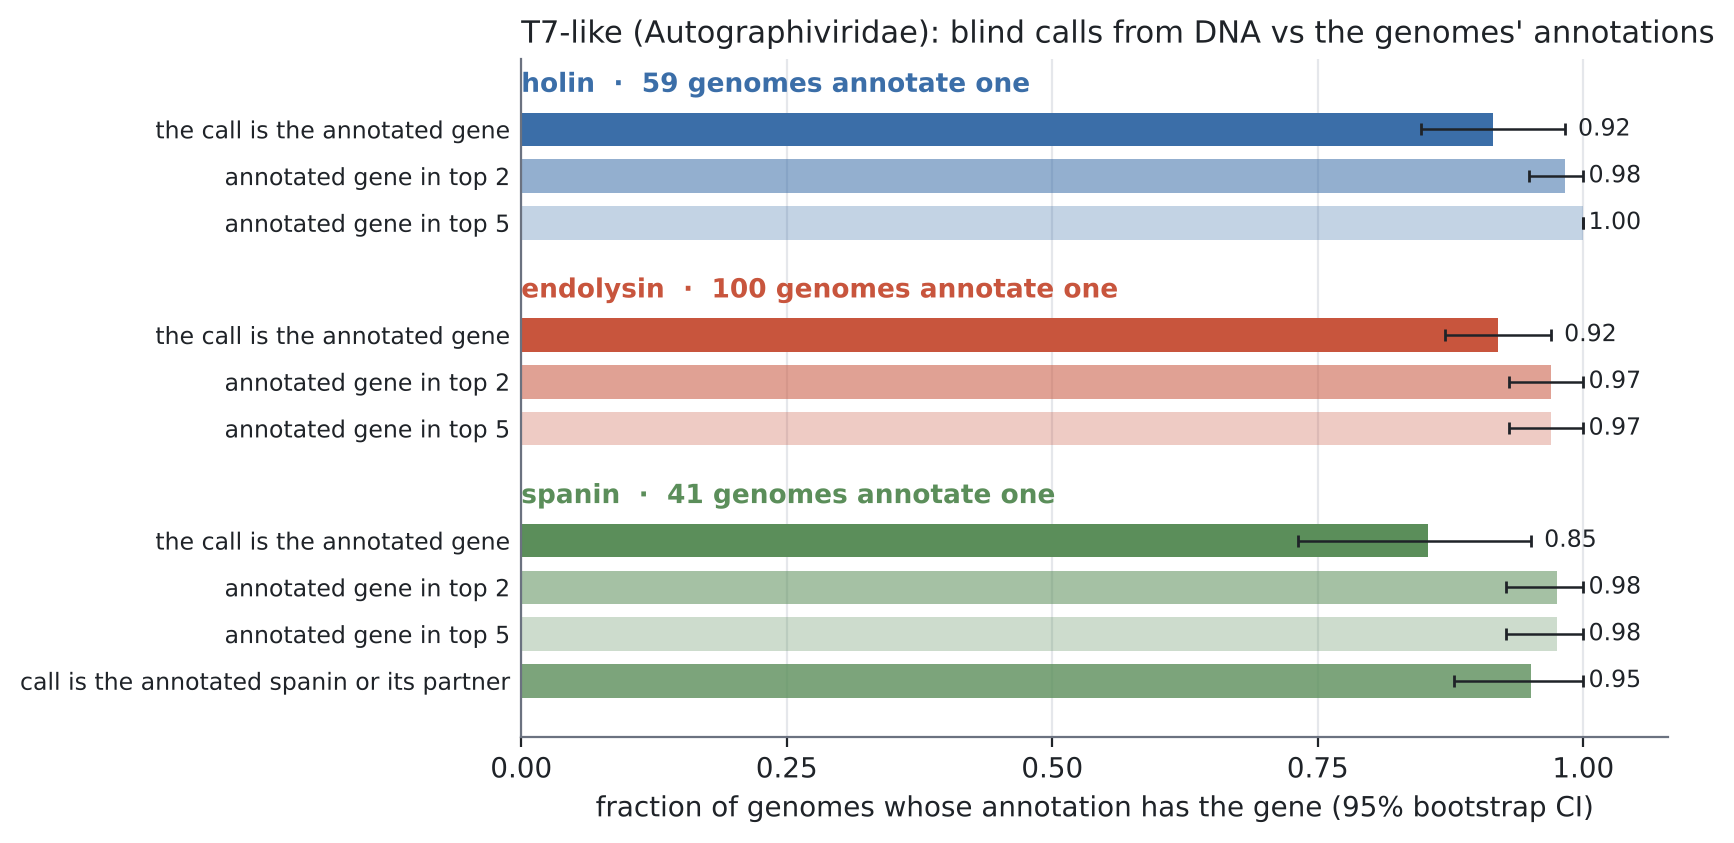 T7-like (Autographiviridae): blind calls from DNA vs the genomes' annotations
holin · 59 genomes annotate one
the call is the annotated gene 0.92
annotated gene in top 2 0.98
annotated gene in top 5 1.00
endolysin · 100 genomes annotate one
the call is the annotated gene 0.92
annotated gene in top 2 0.97
annotated gene in top 5 0.97
spanin · 41 genomes annotate one
the call is the annotated gene 0.85
annotated gene in top 2 0.98
annotated gene in top 5 0.98
call is the annotated spanin or its partner 0.95
0.00 0.25 0.50 0.75 1.00
fraction of genomes whose annotation has the gene (95% bootstrap CI)